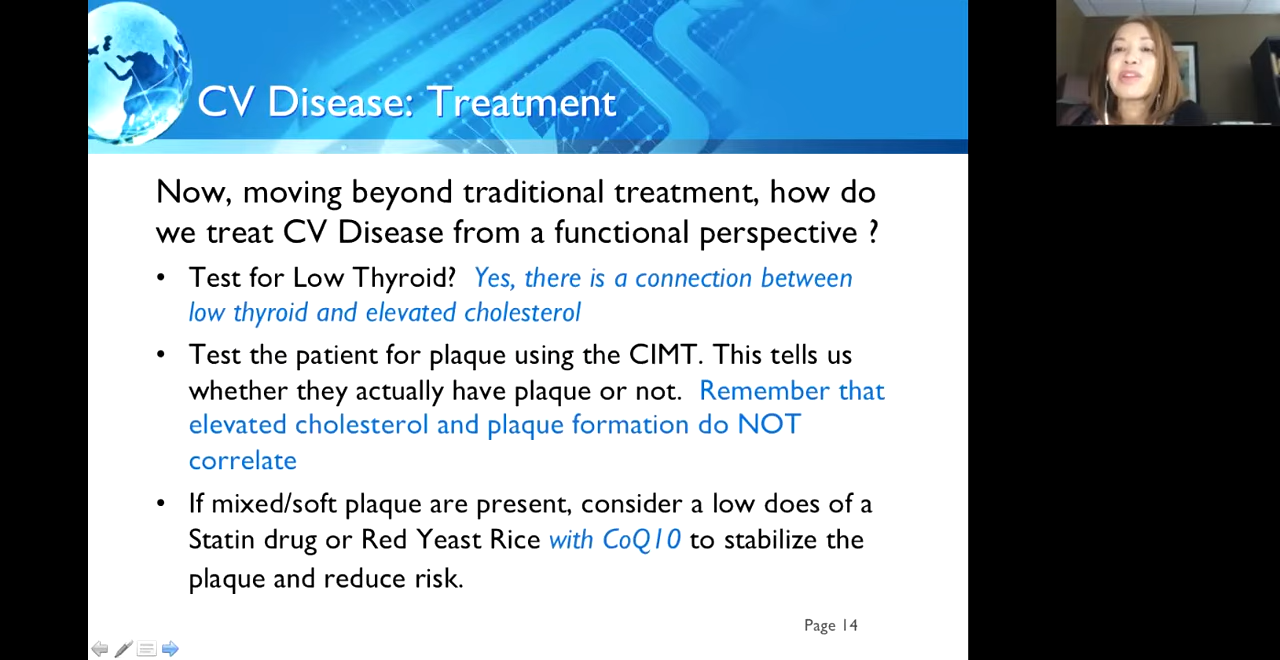 CV Disease: Treatment
Now, moving beyond traditional treatment, how do
we treat CV Disease from a functional perspective ?
• Test for Low Thyroid? Yes, there is a connection between
low thyroid and elevated cholesterol
• Test the patient for plaque using the CIMT. This tells us
whether they actually have plaque or not. Remember that
elevated cholesterol and plaque formation do NOT
correlate
• If mixed/soft plaque are present, consider a low does of a
Statin drug or Red Yeast Rice with CoQ10 to stabilize the
plaque and reduce risk.
Page 14